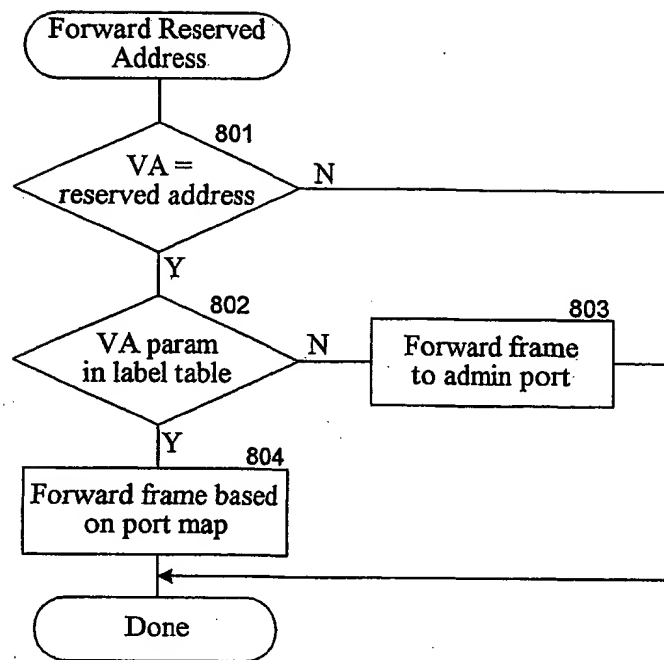 Forward Reserved
Address
801
VA =
reserved address
N
Y
802
VA param
in label table
N
803
Forward frame
to admin port
Y
804
Forward frame based
on port map
Done